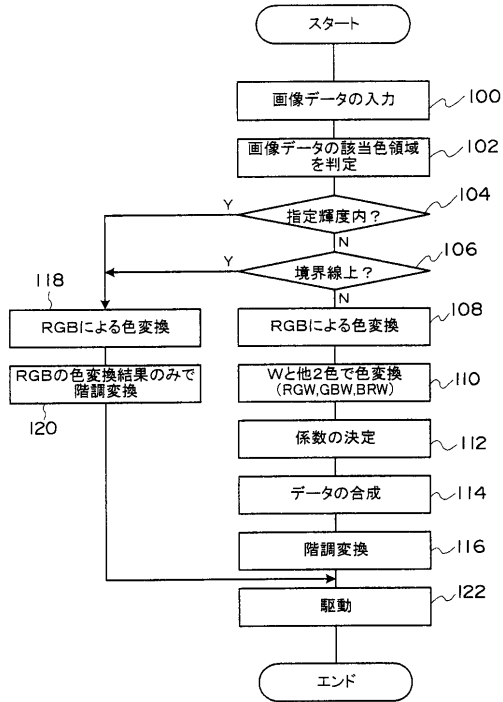 スタート
画像データの入力
100
画像データの該当色領域
を判定
102
指定輝度内?
104
Y
N
境界線上?
106
Y
N
118
RGBによる色変換
RGBによる色変換
108
RGBの色変換結果のみで
階調変換
120
Wと他2色で色変換
(RGW,GBW,BRW)
110
係数の決定
112
データの合成
114
階調変換
116
駆動
122
エンド